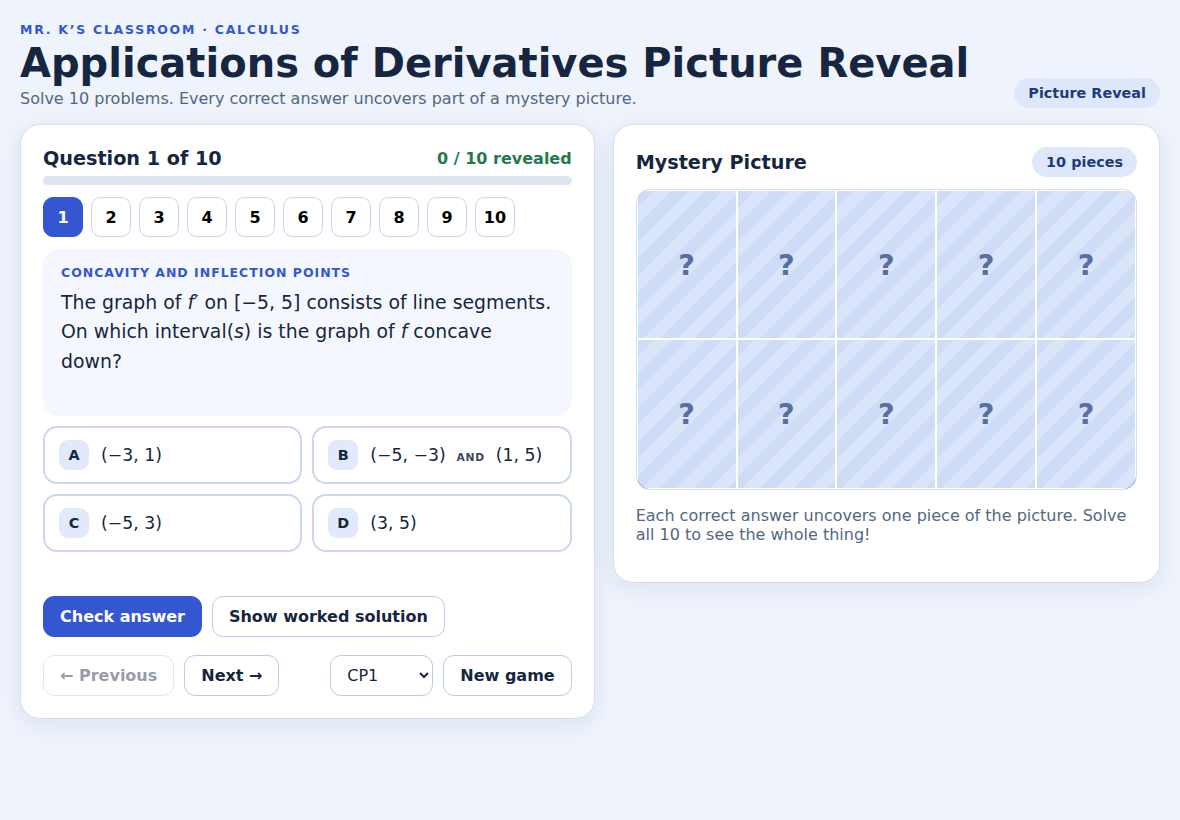 MR. K’S CLASSROOM · CALCULUS
Applications of Derivatives Picture Reveal
Solve 10 problems. Every correct answer uncovers part of a mystery picture.
Picture Reveal
Question 1 of 10
0 / 10 revealed
1 2 3 4 5 6 7 8 9 10
CONCAVITY AND INFLECTION POINTS
The graph of f′ on [−5, 5] consists of line segments.
On which interval(s) is the graph of f concave
down?
A (−3, 1)
B (−5, −3) AND (1, 5)
C (−5, 3)
D (3, 5)
Check answer
Show worked solution
← Previous
Next →
CP1
New game
Mystery Picture
10 pieces
? ? ? ? ?
? ? ? ? ?
Each correct answer uncovers one piece of the picture. Solve
all 10 to see the whole thing!